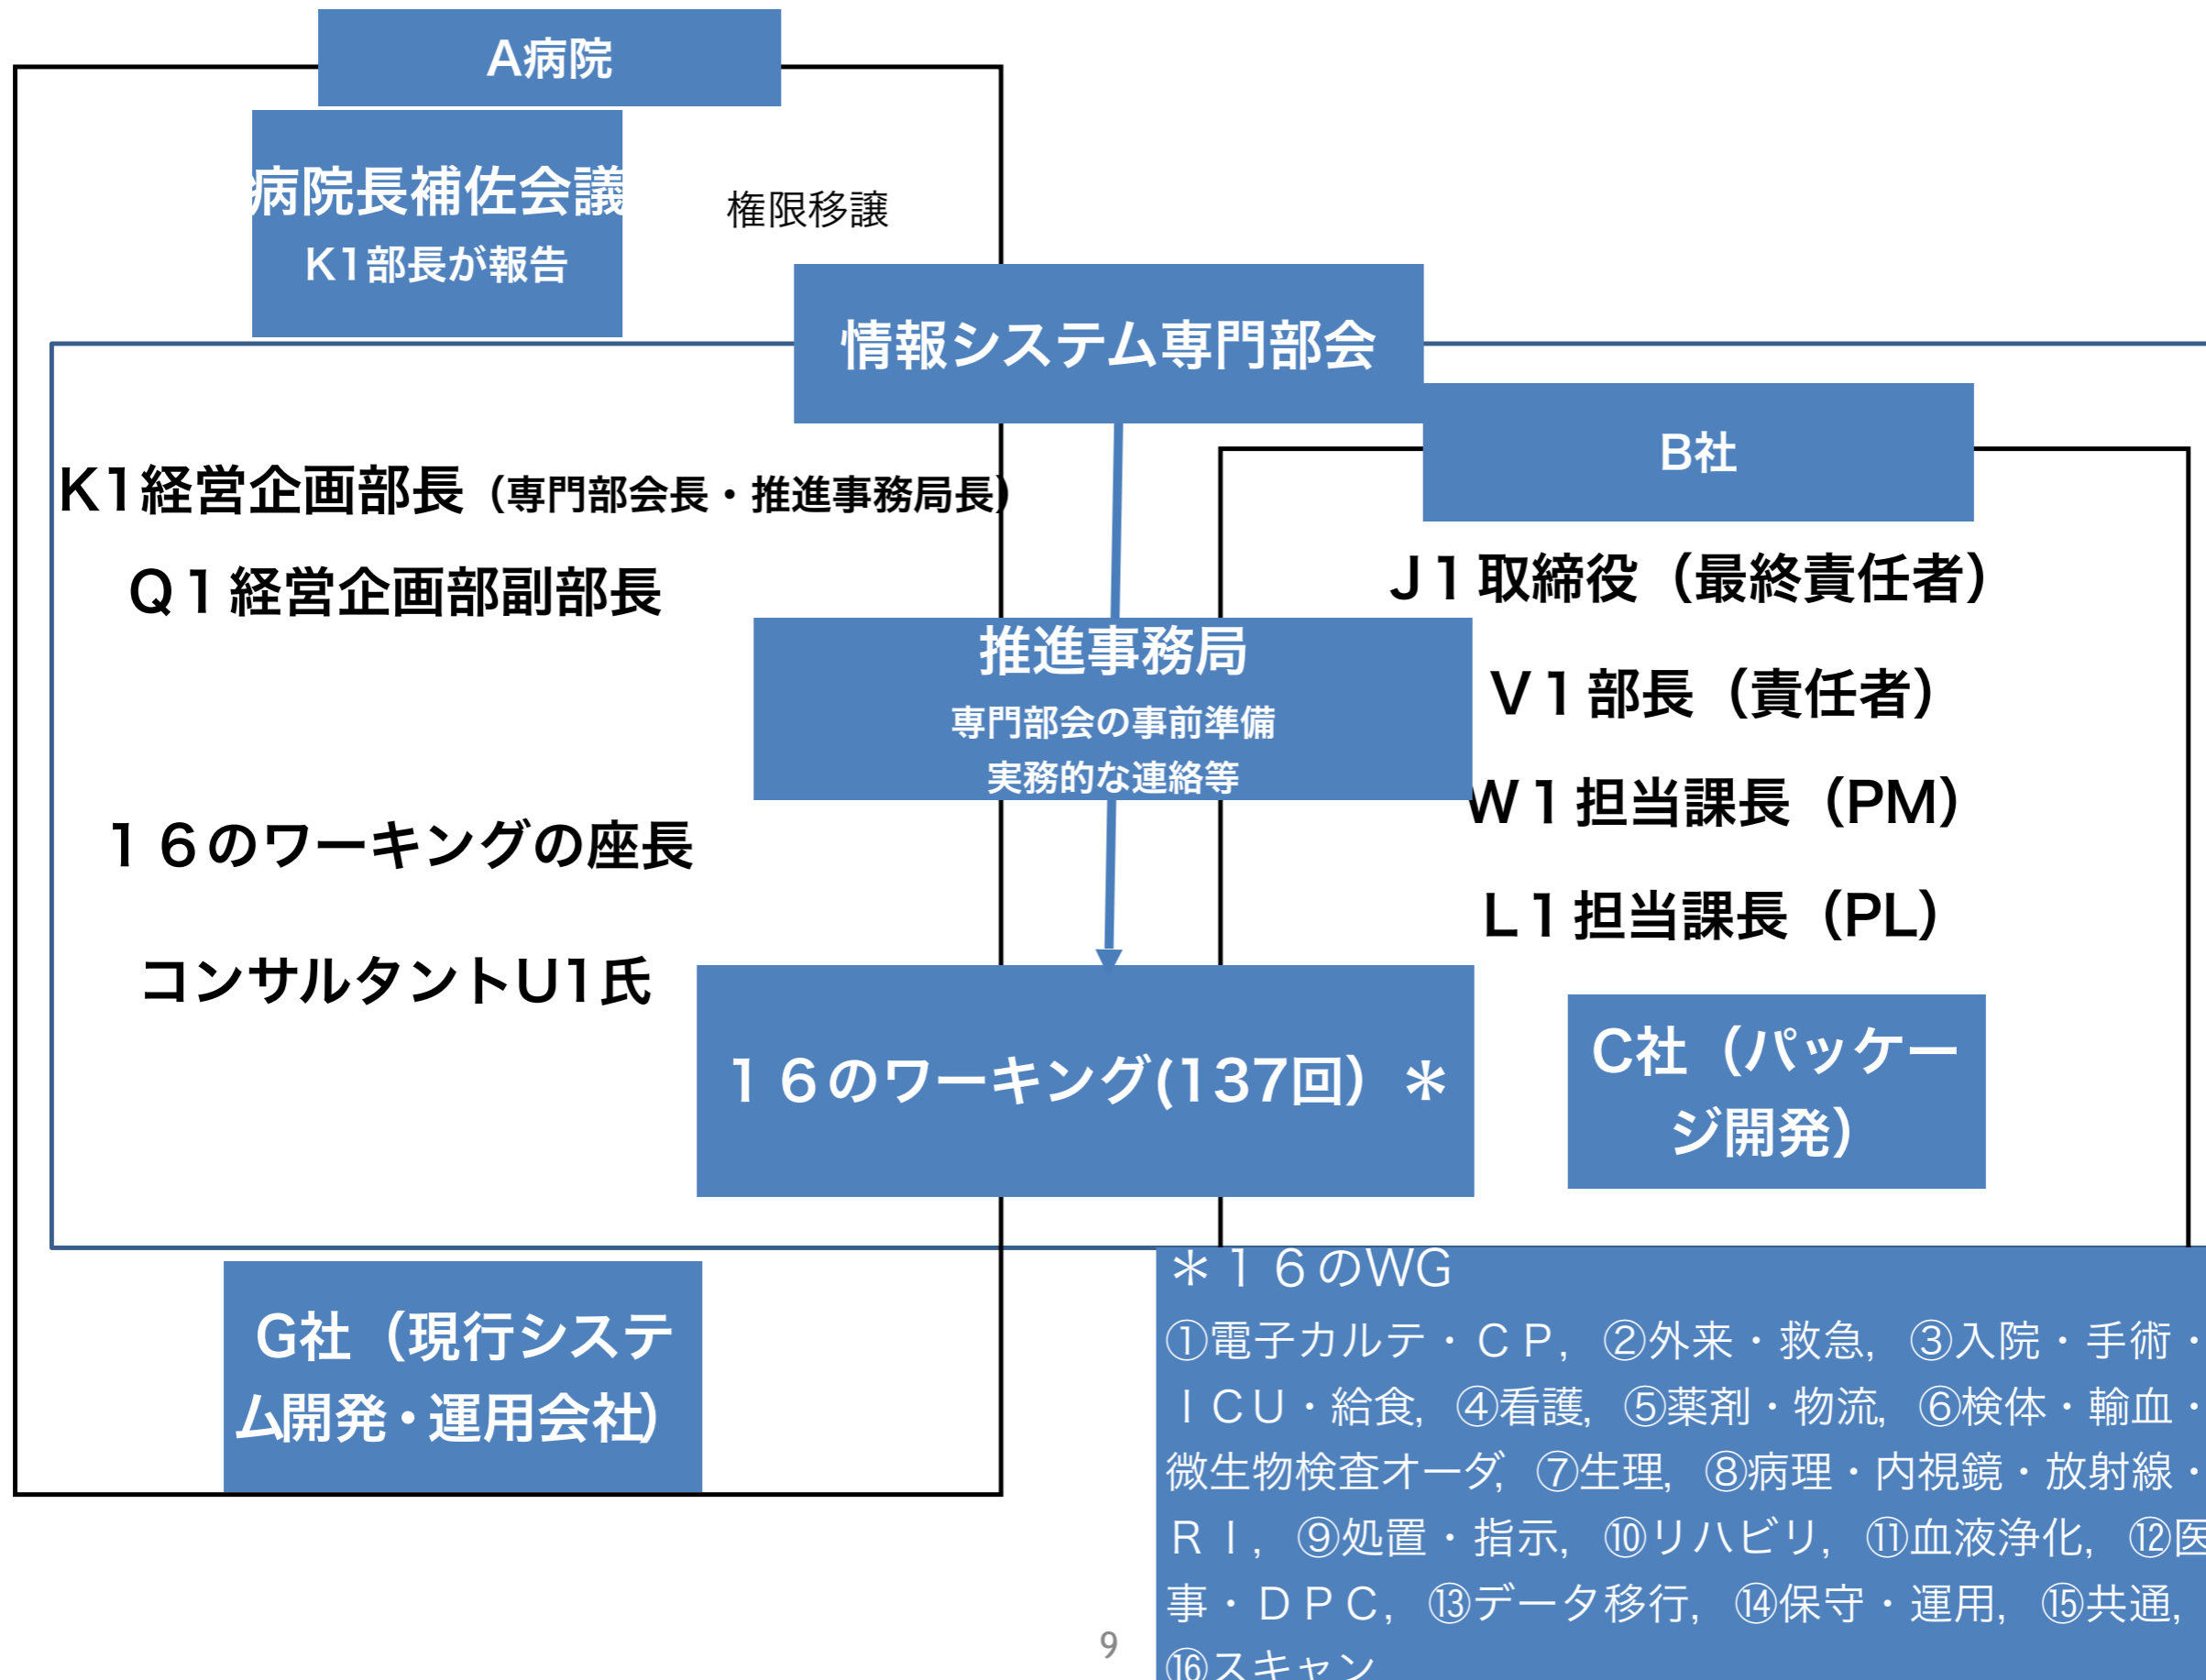 A病院
病院長補佐会議
K1部長が報告
権限移譲
情報システム専門部会
B社
K1経営企画部長（専門部会長・推進事務局長）
Q１経営企画部副部長
J１取締役（最終責任者）
推進事務局
専門部会の事前準備
実務的な連絡等
V１部長（責任者）
W１担当課長（PM）
１６のワーキングの座長
L１担当課長（PL）
コンサルタントU1氏
１６のワーキング(137回）＊
C社（パッケー
ジ開発）
G社（現行システ
ム開発・運用会社）
＊１６のWG
①電子カルテ・ＣＰ，②外来・救急，③入院・手術・
ＩＣＵ・給食，④看護，⑤薬剤・物流，⑥検体・輸血・
微生物検査オーダ，⑦生理，⑧病理・内視鏡・放射線・
ＲＩ，⑨処置・指示，⑩リハビリ，⑪血液浄化，⑫医
事・ＤＰＣ，⑬データ移行，⑭保守・運用，⑮共通，
⑯スキャン
9